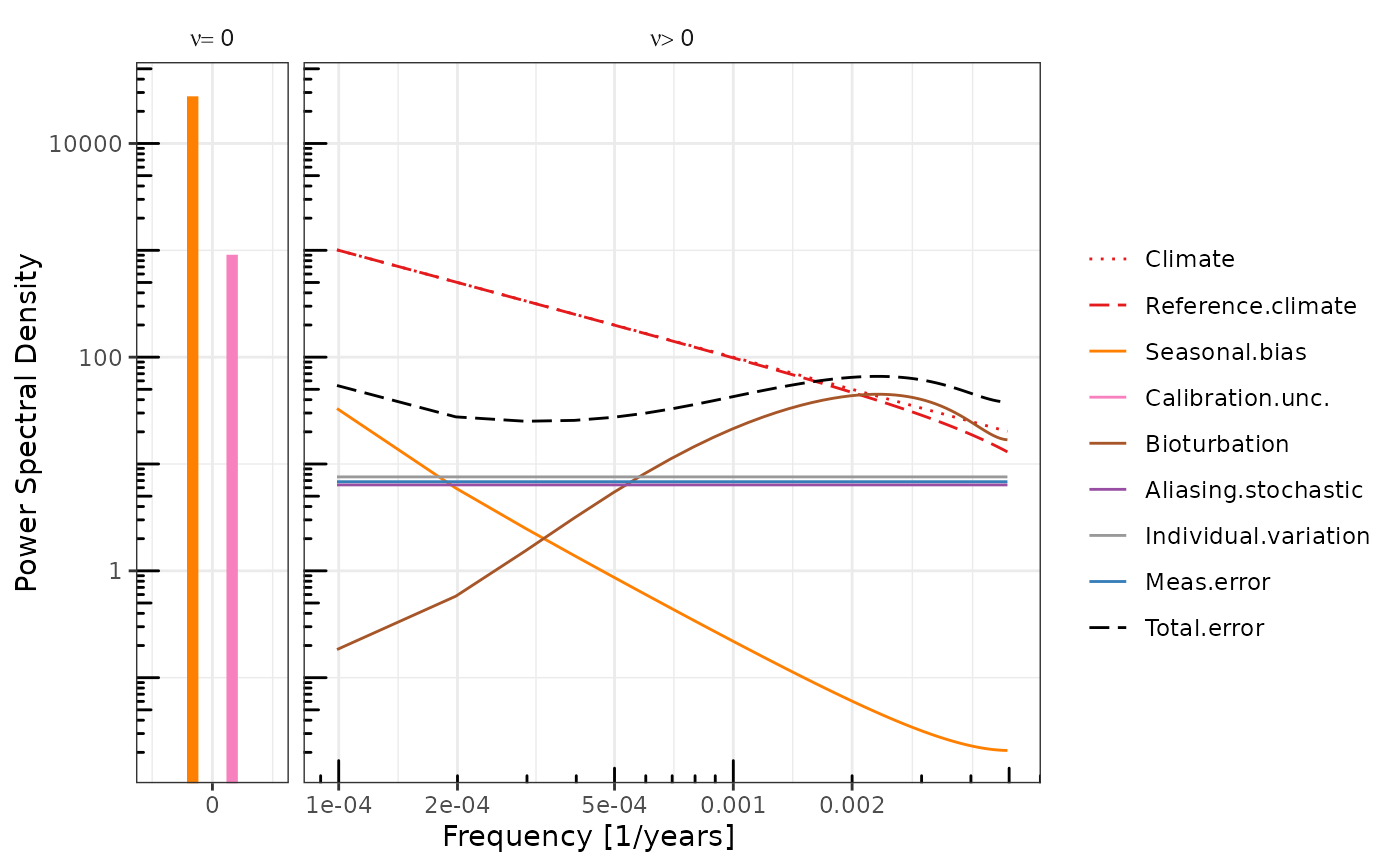 ν= 0
ν> 0
Power Spectral Density
10000
100
1
0
1e-04
2e-04
5e-04
0.001
0.002
Frequency [1/years]
Climate
Reference.climate
Seasonal.bias
Calibration.unc.
Bioturbation
Aliasing.stochastic
Individual.variation
Meas.error
Total.error